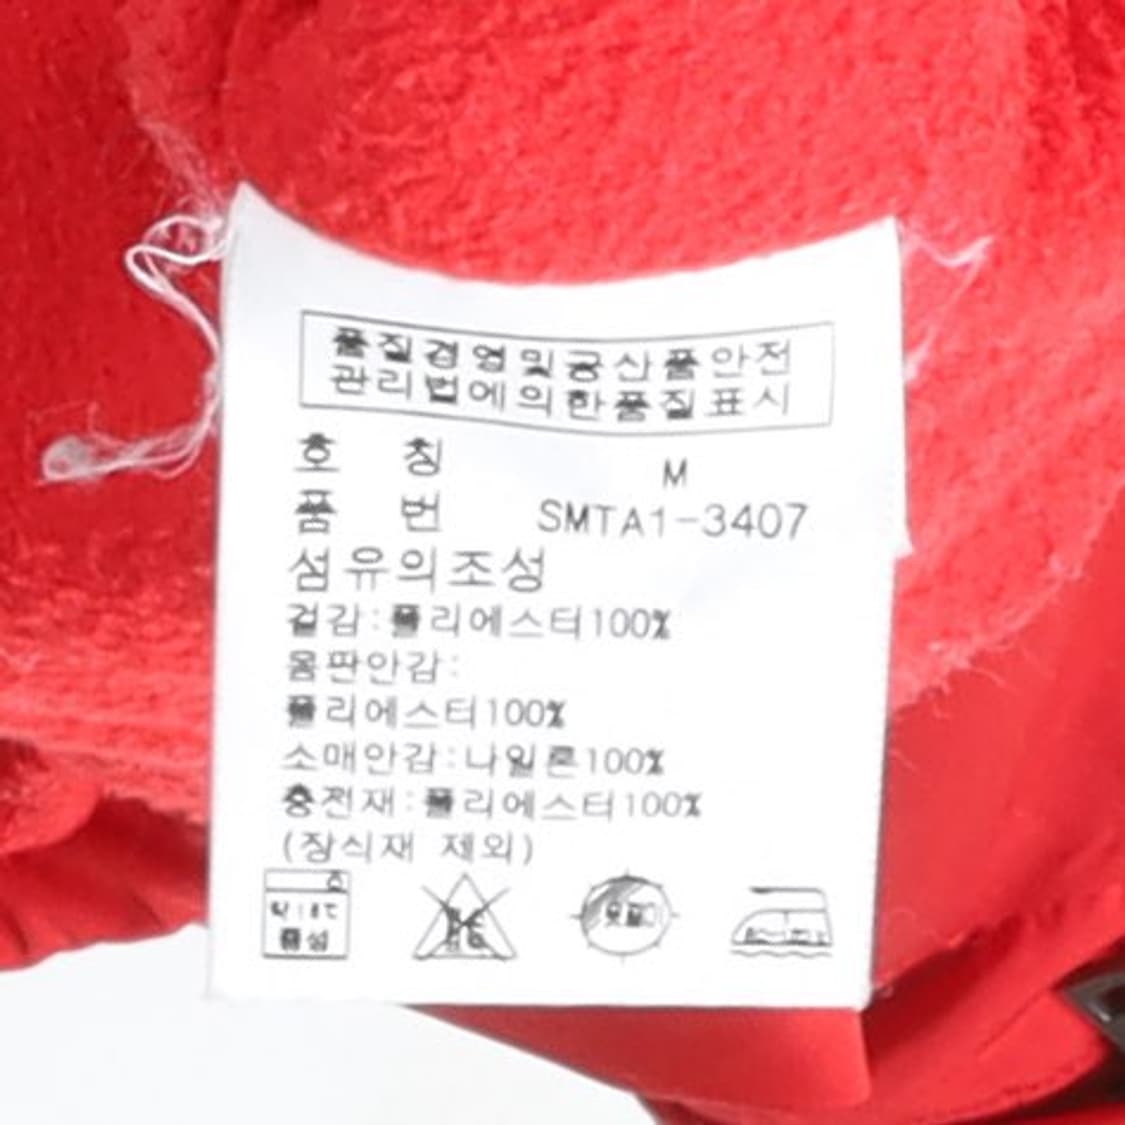 품질경영및공산품안전
관리법에의한품질표시
호 칭 M
품 번 SMTA1-3407
섬유의조성
겉감:폴리에스터100%
몸판안감:
폴리에스터100%
소매안감:나일론100%
충전재:폴리에스터100%
(장식재 제외)
중성